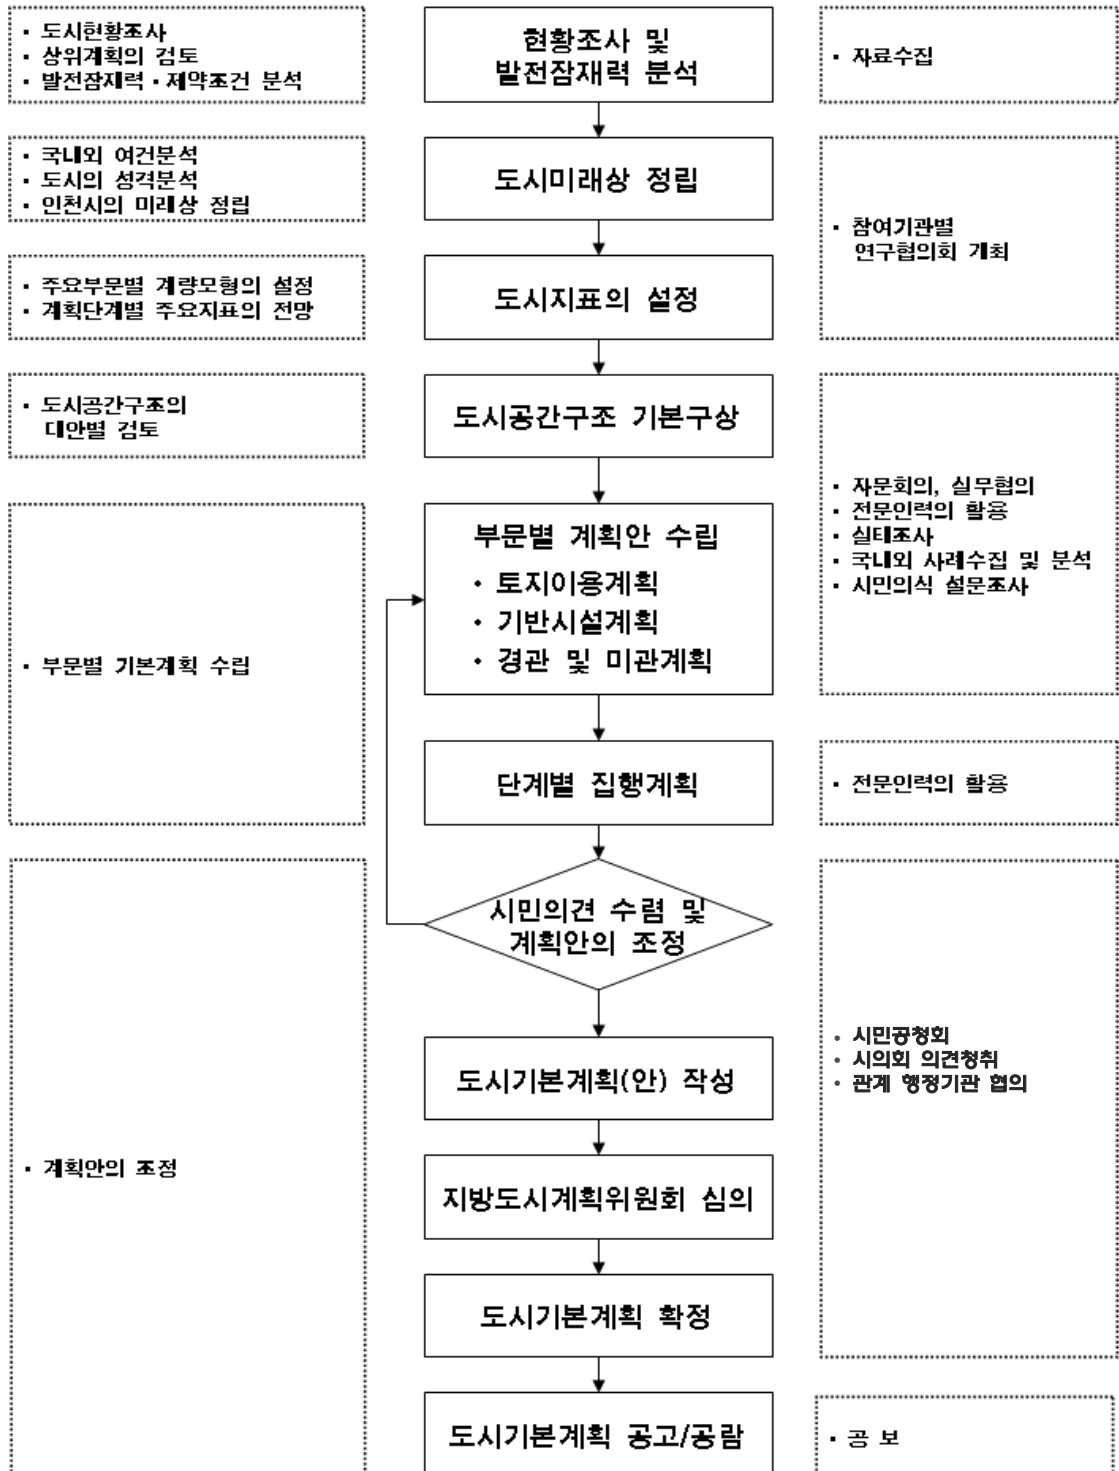 ▪ 도시현황조사
▪ 상위계획의 검토
▪ 발전잠재력·제약조건 분석
현황조사 및
발전잠재력 분석
▪ 자료수집
▪ 국내외 여건분석
▪ 도시의 성격분석
▪ 인천시의 미래상 정립
도시미래상 정립
▪ 참여기관별
연구협의회 개최
▪ 주요부문별 계량모형의 설정
▪ 계획단계별 주요지표의 전망
도시지표의 설정
▪ 도시공간구조의
대안별 검토
도시공간구조 기본구상
▪ 자문회의, 실무협의
▪ 전문인력의 활용
▪ 실태조사
▪ 국내외 사례수집 및 분석
▪ 시민의식 설문조사
▪ 부문별 기본계획 수립
부문별 계획안 수립
• 토지이용계획
• 기반시설계획
• 경관 및 미관계획
단계별 집행계획
▪ 전문인력의 활용
시민의견 수렴 및
계획안의 조정
▪ 계획안의 조정
도시기본계획(안) 작성
• 시민공청회
• 시의회 의견청취
• 관계 행정기관 협의
지방도시계획위원회 심의
도시기본계획 확정
도시기본계획 공고/공람
▪ 공 보